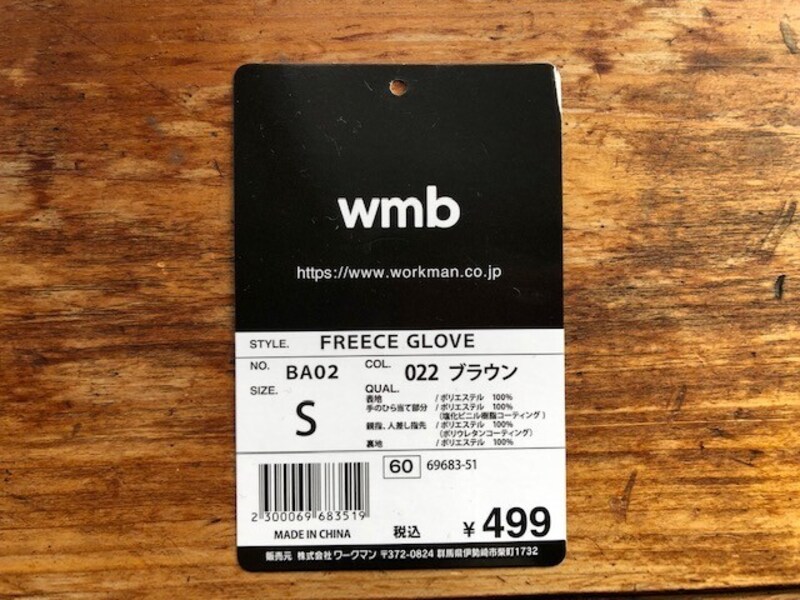 wmb
https://www.workman.co.jp
STYLE. FREECE GLOVE
NO. BA02 COL. 022 ブラウン
SIZE. S
QUAL.
表地 /ポリエステル 100%
手のひら当て部分 /ポリエステル 100%
(塩化ビニル樹脂コーティング)
親指、人差し指先 /ポリエステル 100%
(ポリウレタンコーティング)
裏地 /ポリエステル 100%
60 69683-51
2 300069 683519
MADE IN CHINA 税込 ¥499
販売元 株式会社ワークマン 〒372-0824 群馬県伊勢崎市柴町1732